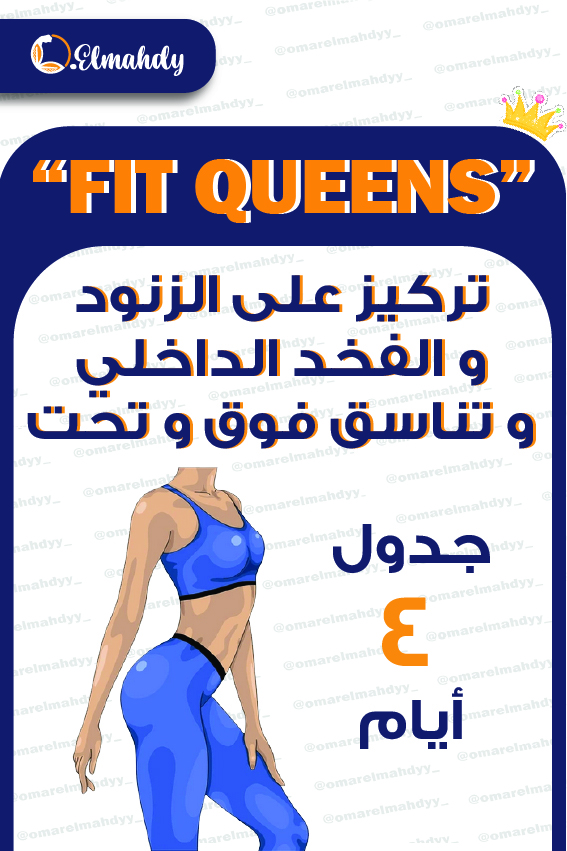 Elmahdy
"FIT QUEENS"
تركيز على الزنود
و الفخد الداخلي
و تناسق فوق و تحت
جدول
٤
أيام
@omarelmahdyy_